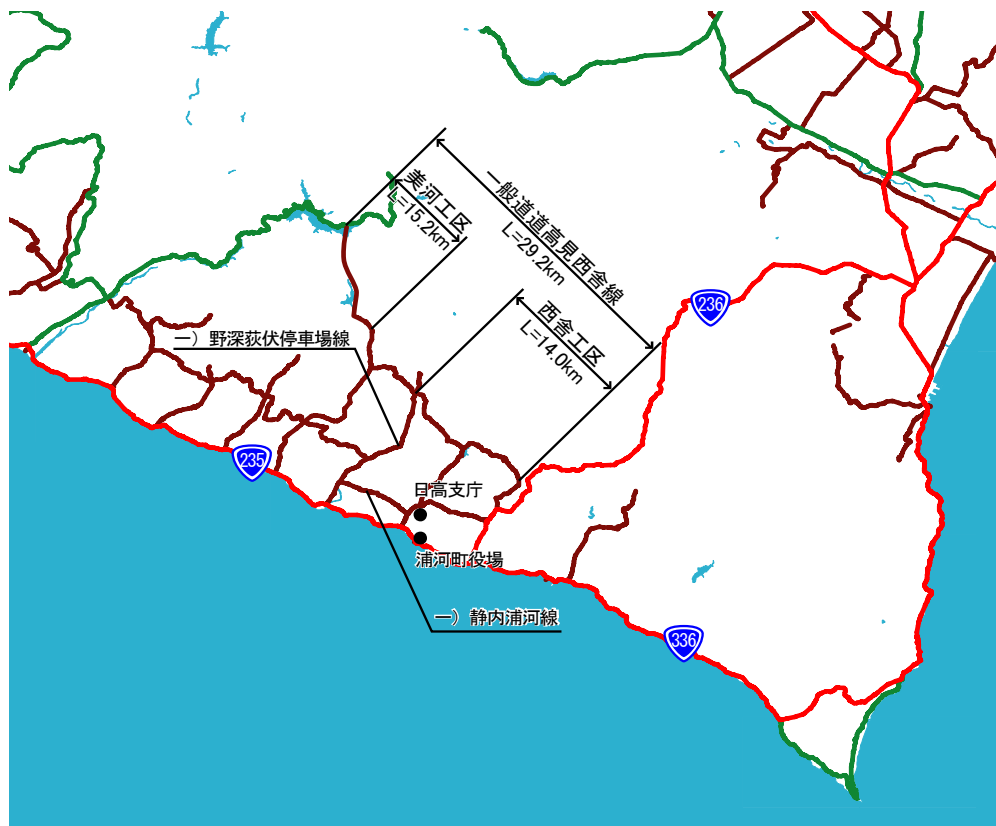 美河工区
L=15.2km
一般道道高見西舎線
L=29.2km
西舎工区
L=14.0km
236
一）野深荻伏停車場線
235
日高支庁
浦河町役場
一）静内浦河線
336